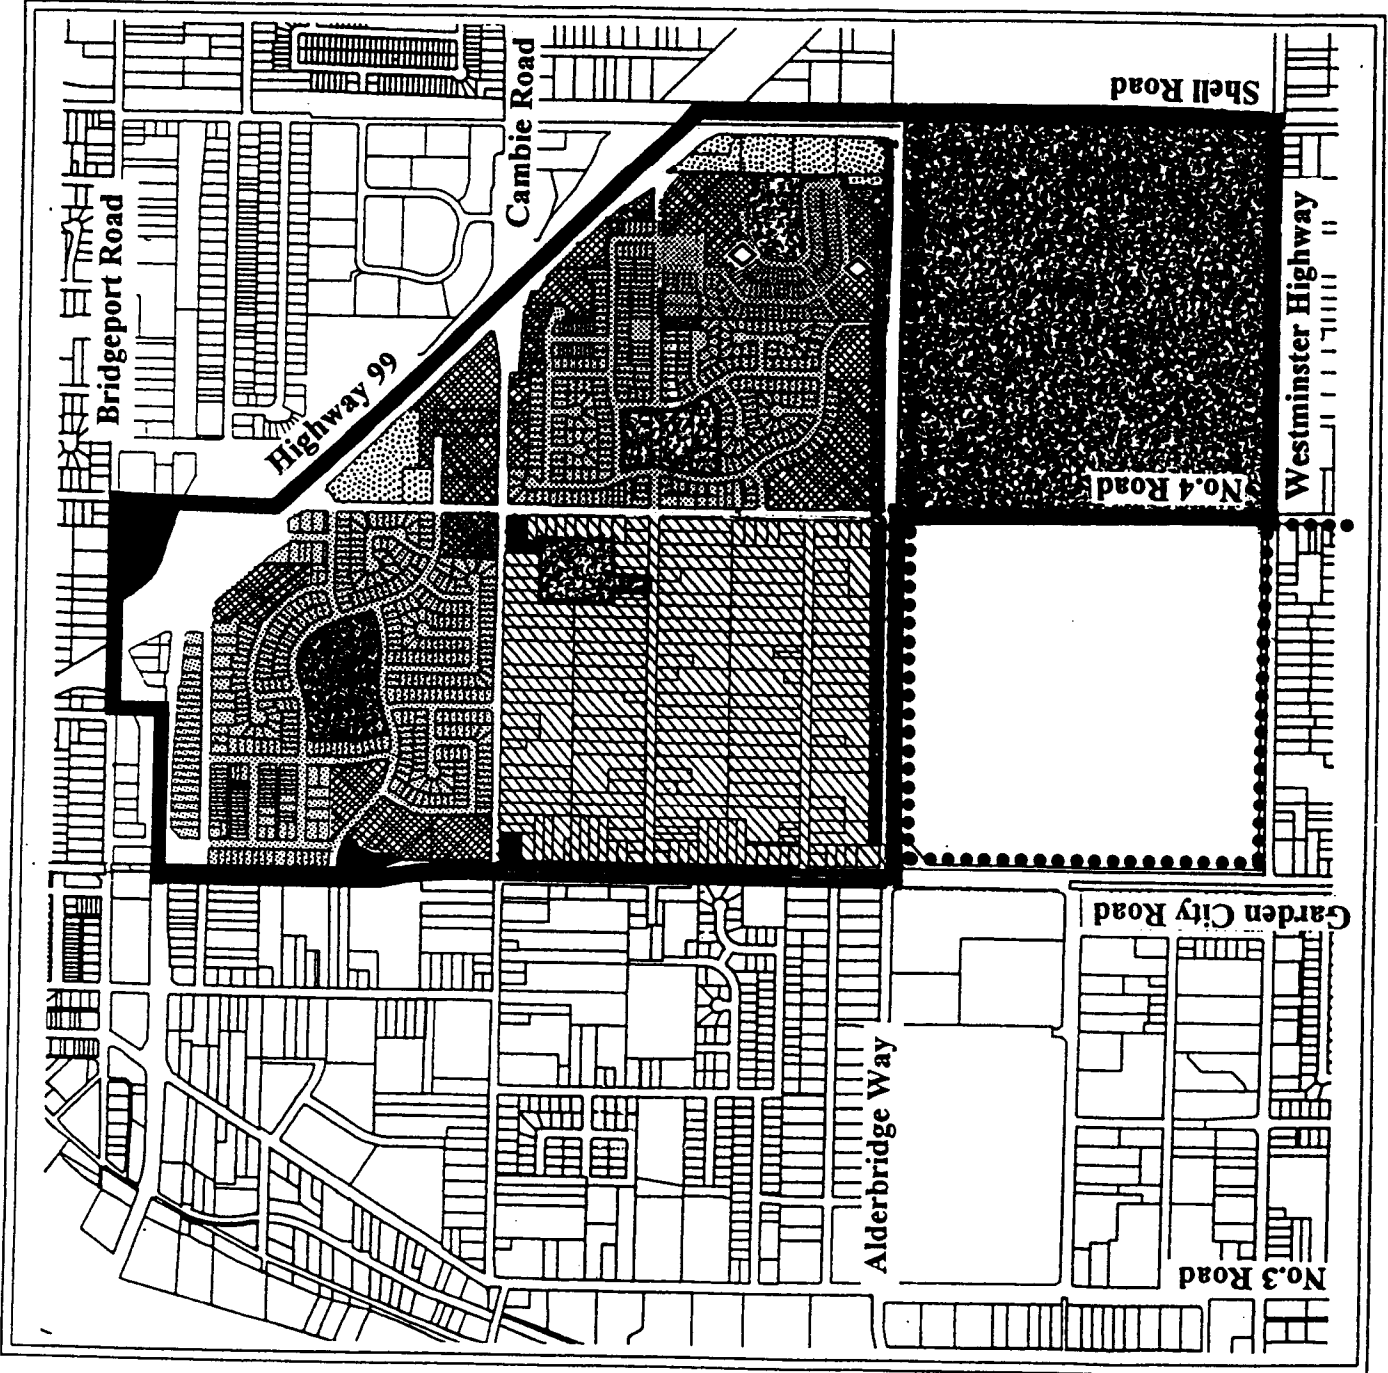 Shell Road
Cambie Road
Bridgeport Road
Westminster Highway
Highway 99
No.4 Road
Garden City Road
Alderbridge Way
No.3 Road